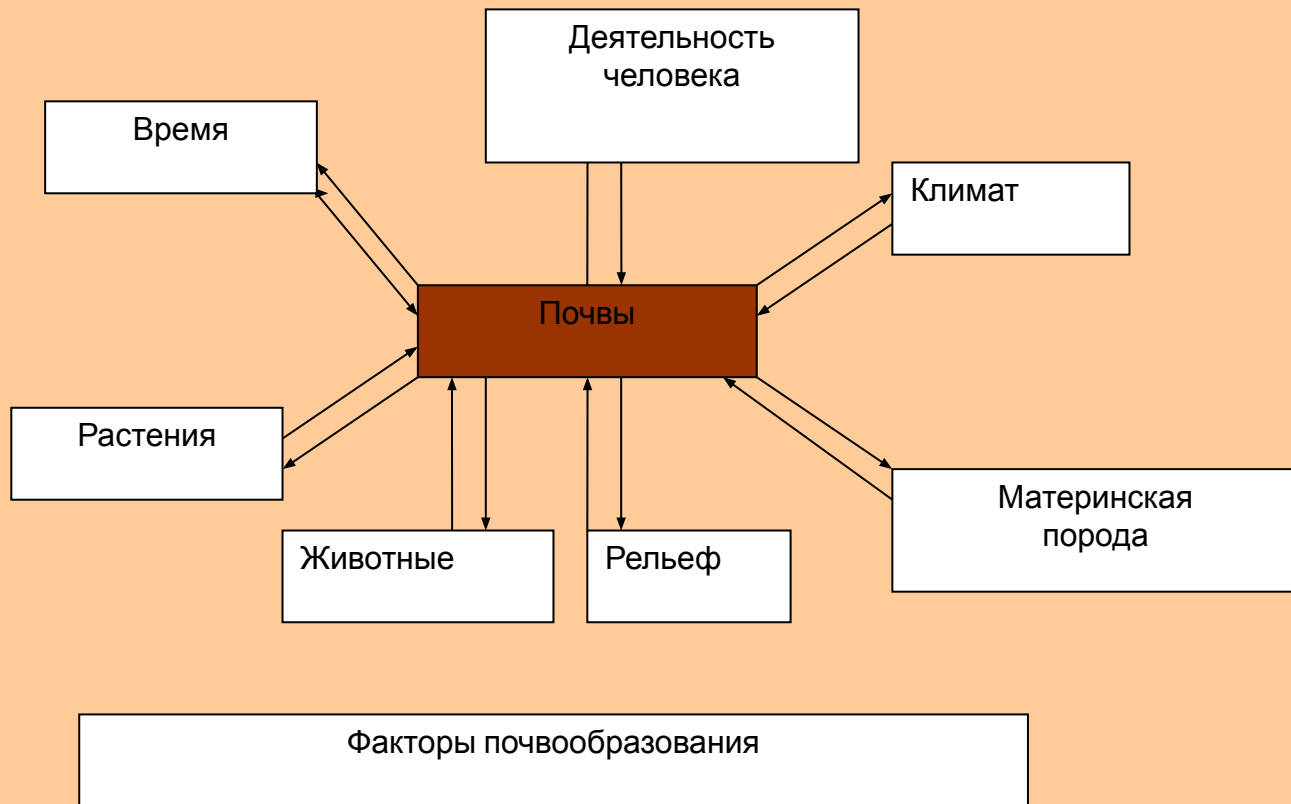 Деятельность
человека
Время
Климат
Почвы
Растения
Материнская
порода
Животные
Рельеф
Факторы почвообразования